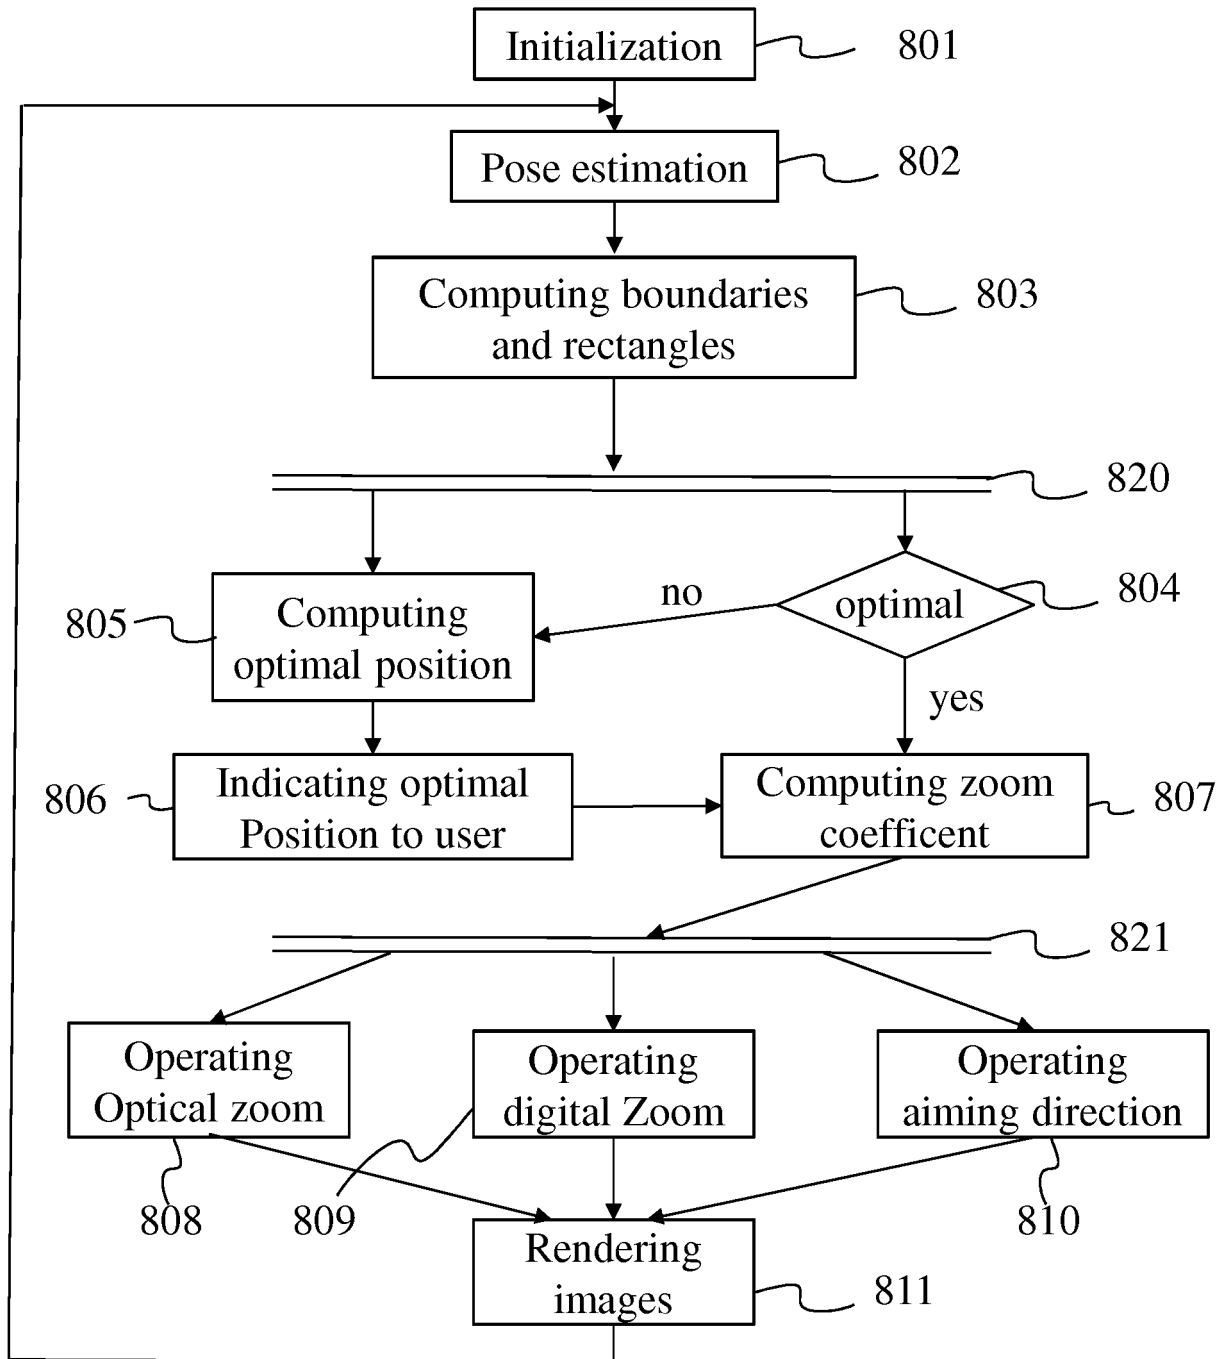 Initialization
801
Pose estimation
802
Computing boundaries
and rectangles
803
820
805
Computing
optimal position
no
optimal
804
yes
806
Indicating optimal
Position to user
Computing zoom
coefficent
807
821
Operating
Optical zoom
Operating
digital Zoom
Operating
aiming direction
808
809
810
Rendering
images
811